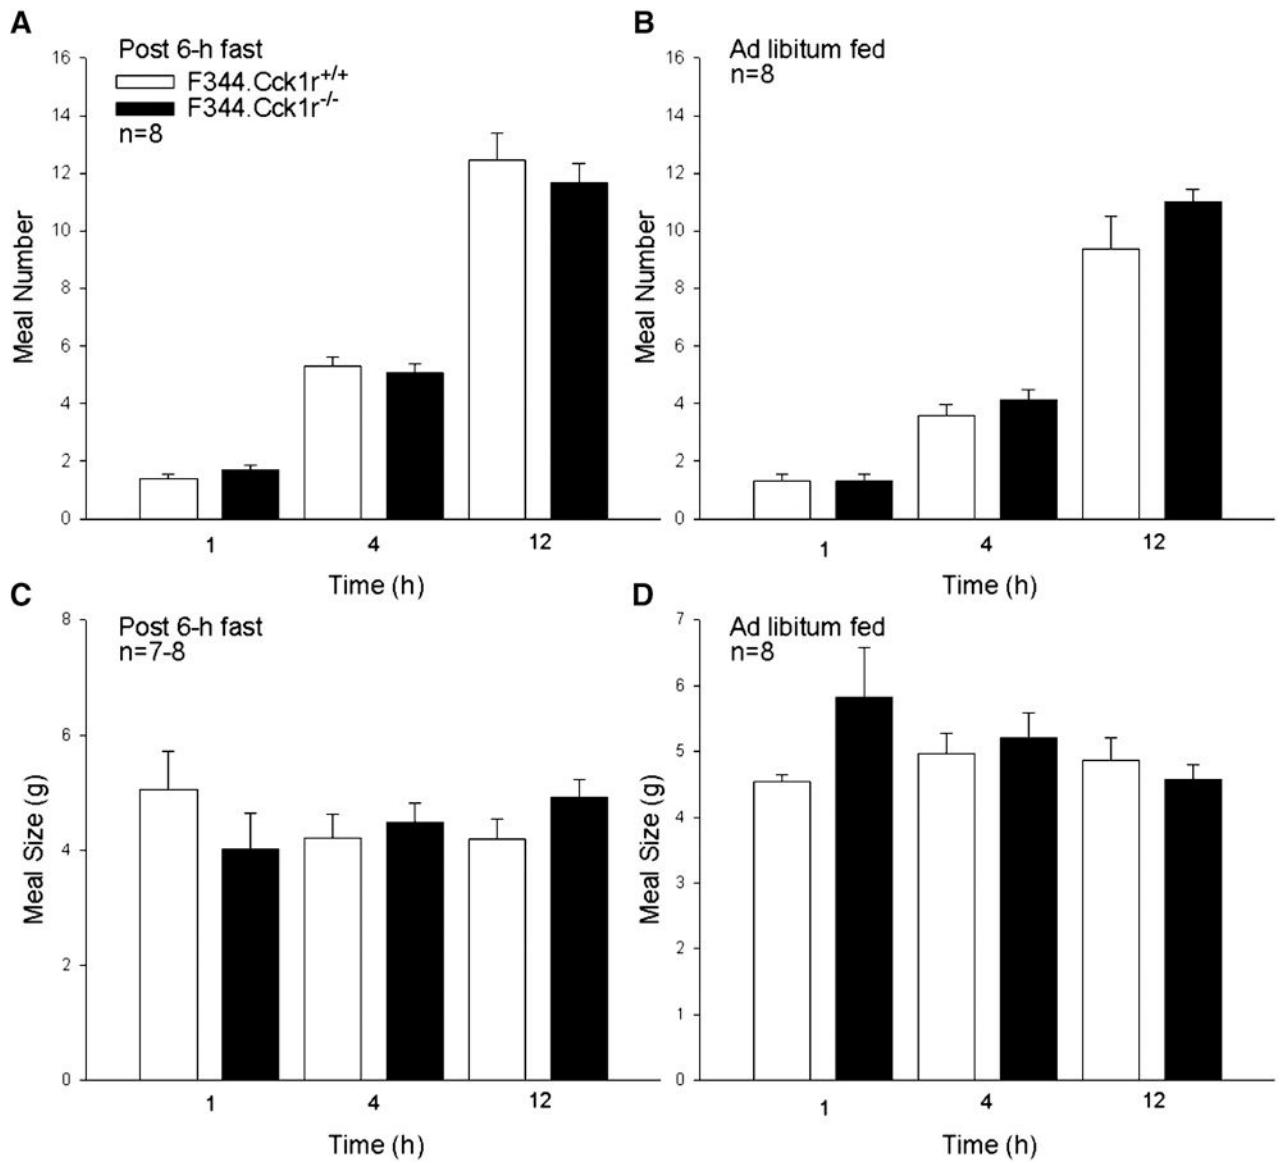 A
Post 6-h fast
F344.Cck1r+/+
F344.Cck1r-/-
n=8
16
14
12
10
8
6
4
2
0
Meal Number
1
4
12
Time (h)
B
Ad libitum fed
n=8
16
14
12
10
8
6
4
2
0
Meal Number
1
4
12
Time (h)
C
Post 6-h fast
n=7-8
8
6
4
2
0
Meal Size (g)
1
4
12
Time (h)
D
Ad libitum fed
n=8
7
6
5
4
3
2
1
0
Meal Size (g)
1
4
12
Time (h)